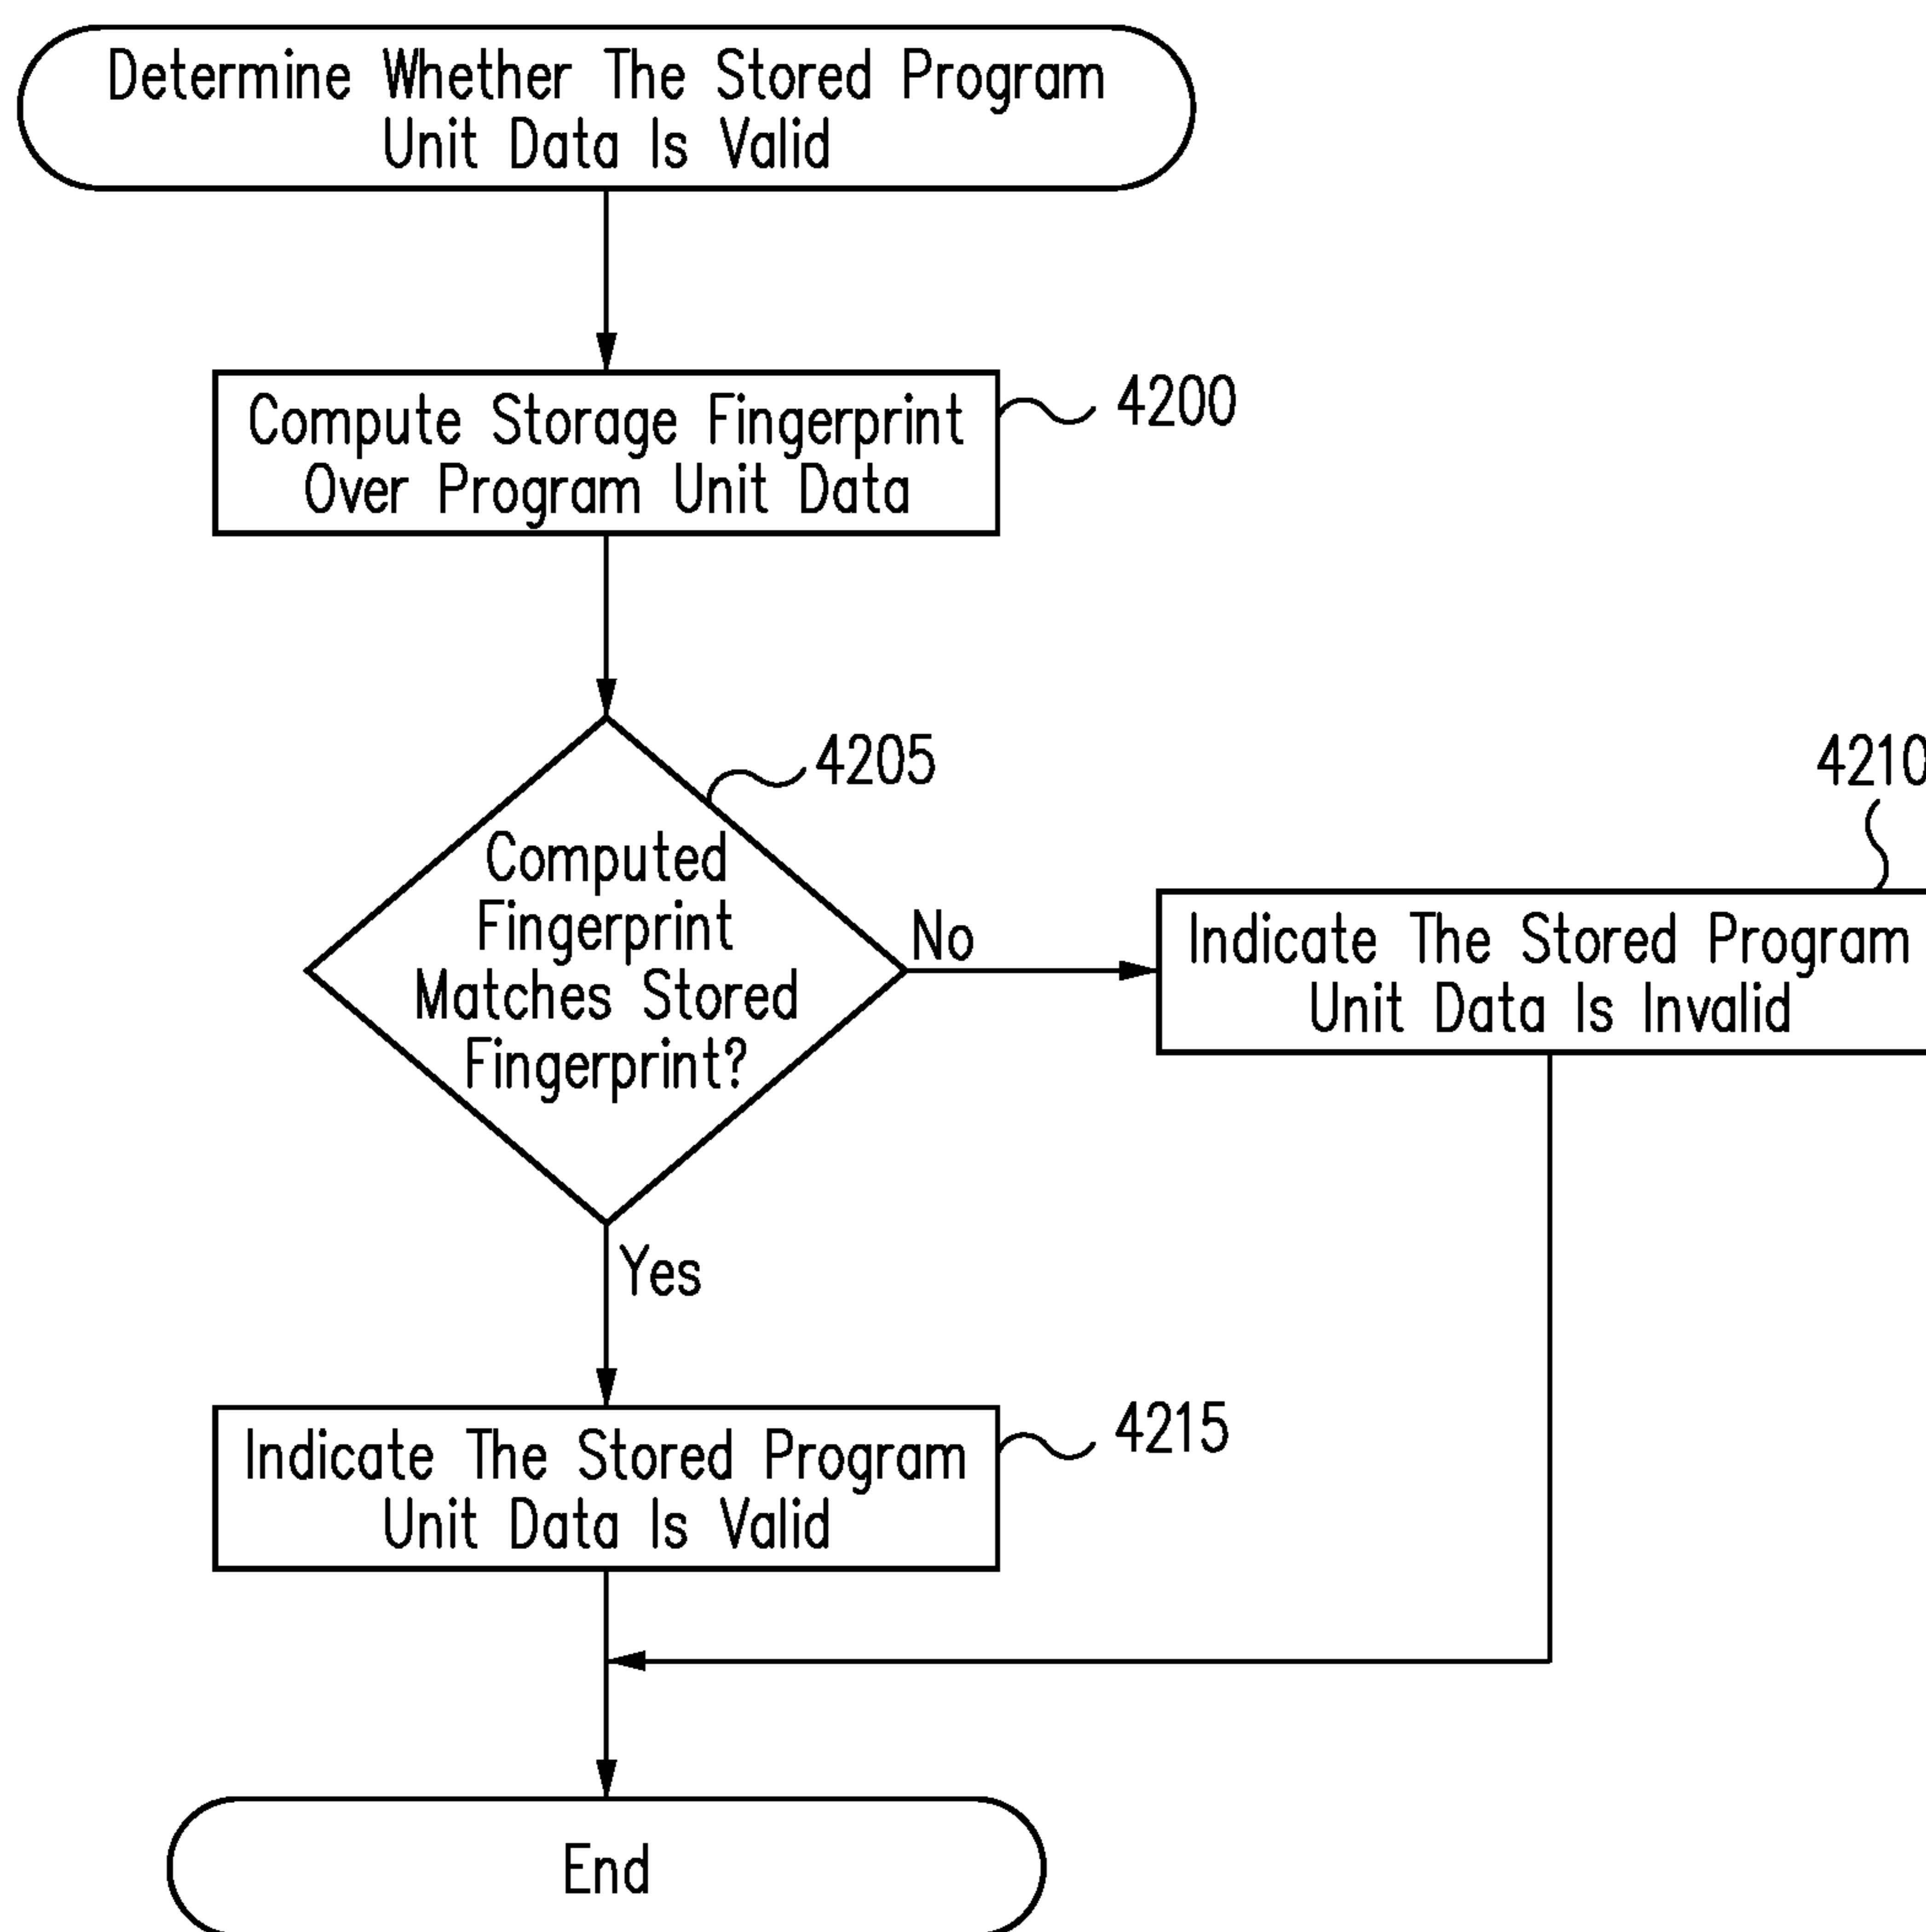 Determine Whether The Stored Program
Unit Data Is Valid
Compute Storage Fingerprint
Over Program Unit Data
4200
4205
4210
Computed
Fingerprint
Matches Stored
Fingerprint?
No
Indicate The Stored Program
Unit Data Is Invalid
Yes
Indicate The Stored Program
Unit Data Is Valid
4215
End